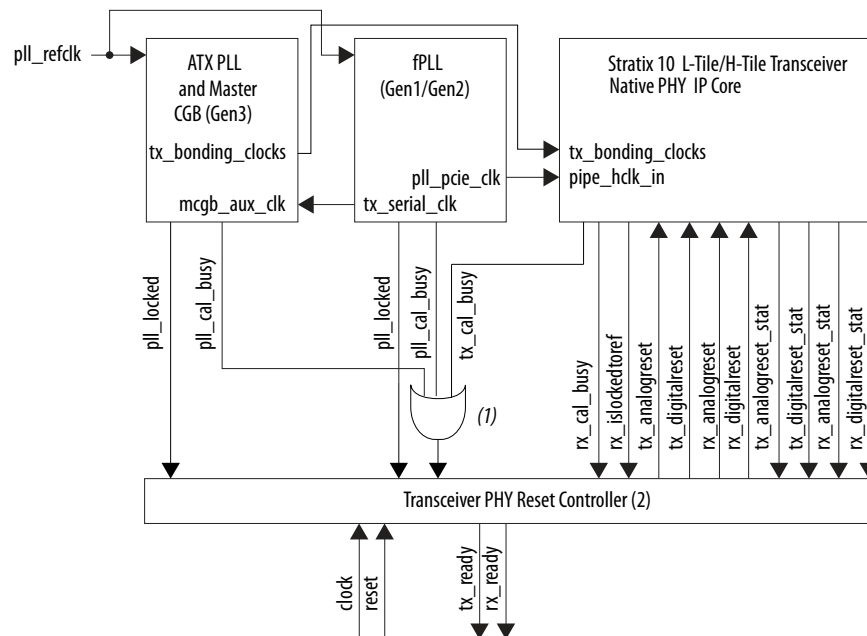 pll_refclk
ATX PLL
and Master
CGB (Gen3)
tx_bonding_clocks
mcgb_aux_clk
fPLL
(Gen1/Gen2)
pll_pcie_clk
tx_serial_clk
Stratix 10 L-Tile/H-Tile Transceiver
Native PHY IP Core
tx_bonding_clocks
pipe_hclk_in
pll_locked
pll_cal_busy
pll_locked
pll_cal_busy
tx_cal_busy
(1)
rx_cal_busy
rx_islockedtoref
tx_analogreset
tx_digitalreset
rx_analogreset
rx_digitalreset
tx_analogreset_stat
tx_digitalreset_stat
rx_analogreset_stat
rx_digitalreset_stat
Transceiver PHY Reset Controller (2)
clock
reset
tx_ready
rx_ready